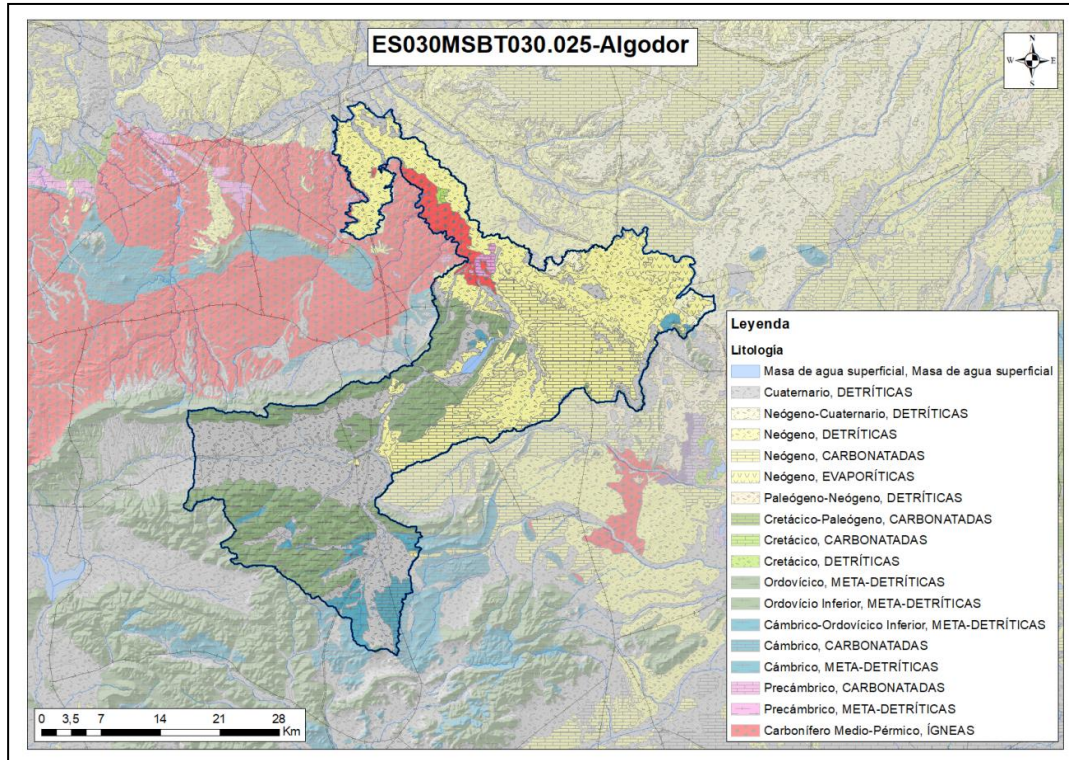 ES030MSBT030.025-Algodor
N
W E
S
Leyenda
Litologia
Masa de agua superficial, Masa de agua superficial
Cuaternario, DETRÍTICAS
Neógeno-Cuaternario, DETRÍTICAS
Neógeno, DETRÍTICAS
Neógeno, CARBONATADAS
Neógeno, EVAPORÍTICAS
Paleógeno-Neógeno, DETRÍTICAS
Cretácico-Paleógeno, CARBONATADAS
Cretácico, CARBONATADAS
Cretácico, DETRÍTICAS
Ordovícico, META-DETRÍTICAS
Ordovício Inferior, META-DETRÍTICAS
Cámbrico-Ordovícico Inferior, META-DETRÍTICAS
Cámbrico, CARBONATADAS
Cámbrico, META-DETRÍTICAS
Precámbrico, CARBONATADAS
Precámbrico, META-DETRÍTICAS
Carbonífero Medio-Pérmico, ÍGNEAS
0 3,5 7 14 21 28
Km